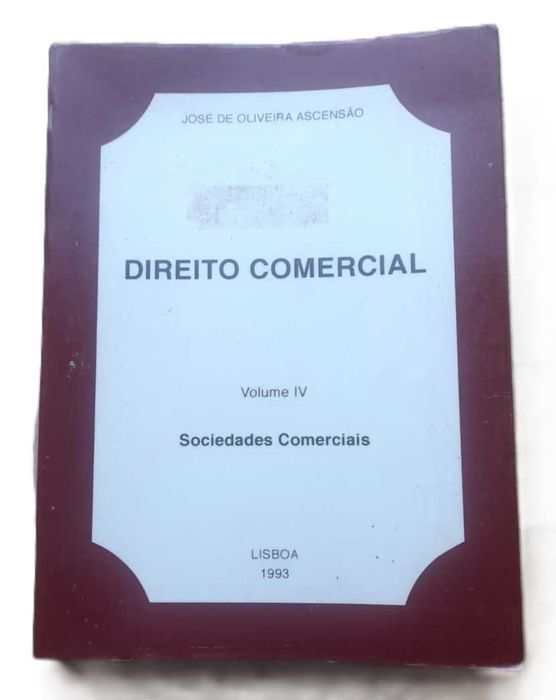 JOSÉ DE OLIVEIRA ASCENSÃO
DIREITO COMERCIAL
Volume IV
Sociedades Comerciais
LISBOA
1993